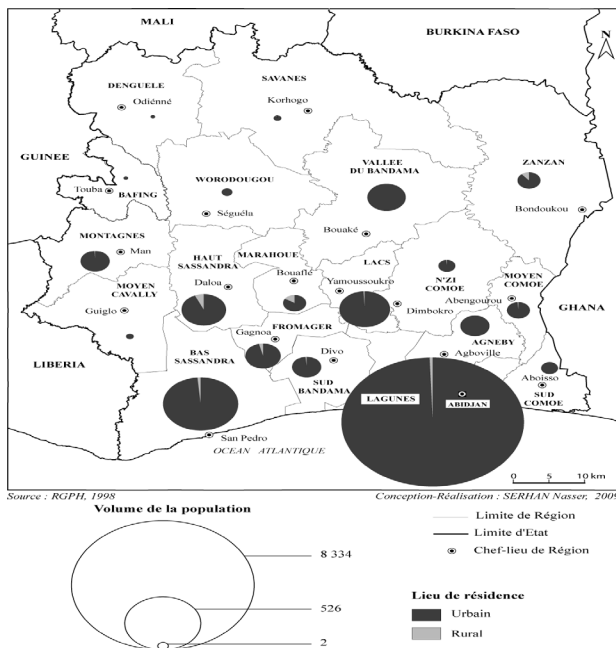 MALI
BURKINA FASO
N
DENGUELE
SAVANES
Odiénné
Korhogo
GUINEE
VALLEE
DU BANDAMA
ZANZAN
WORODOUGOU
Touba
BAFING
Séguéla
Bondoukou
Bouaké
MONTAGNES
Man
HAUT
SASSANDRA
MARAHOUE
LACS
MOYEN
CAVALLY
Daloa
Bouaflé
Yamoussoukro
N'ZI
COMOE
MOYEN
COMOE
Guiglo
Dimbokro
Abengourou
GHANA
FROMAGER
Gagnoa
AGNEBY
LIBERIA
BAS
SASSANDRA
Divo
Agboville
SUD
BANDAMA
Aboisso
SUD
COMOE
LAGUNES
ABIDJAN
San Pedro
OCEAN ATLANTIQUE
0 5 10 km
Source : RGPH, 1998
Conception-Réalisation : SERHAN Nasser, 2009
Volume de la population
8 334
526
2
Limite de Région
Limite d'Etat
Chef-lieu de Région
Lieu de résidence
Urbain
Rural